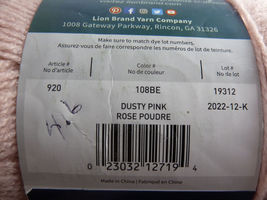 Lion Brand Yarn Company
1008 Gateway Parkway, Rincon, GA 31326
Make sure to match dye lot numbers.
Assurez-vous de faire correspondre les numéros de lot de teinture.
Article # Color # Lot #
No d'article No de couleur No de lot
920 108BE 19312
DUSTY PINK 2022-12-K
ROSE POUDRE
0 23032 12719 4
Made in China | Fabriqué en Chine